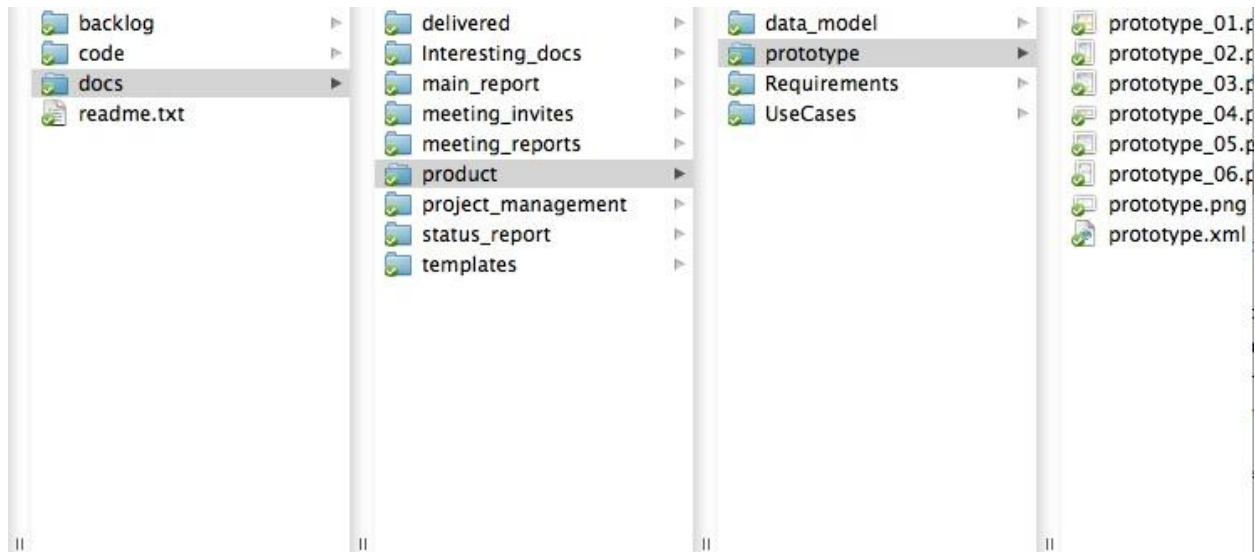 backlog
code
docs
readme.txt
delivered
Interesting_docs
main_report
meeting_invites
meeting_reports
product
project_management
status_report
templates
data_model
prototype
Requirements
UseCases
prototype_01.p
prototype_02.p
prototype_03.p
prototype_04.p
prototype_05.p
prototype_06.p
prototype.png
prototype.xml